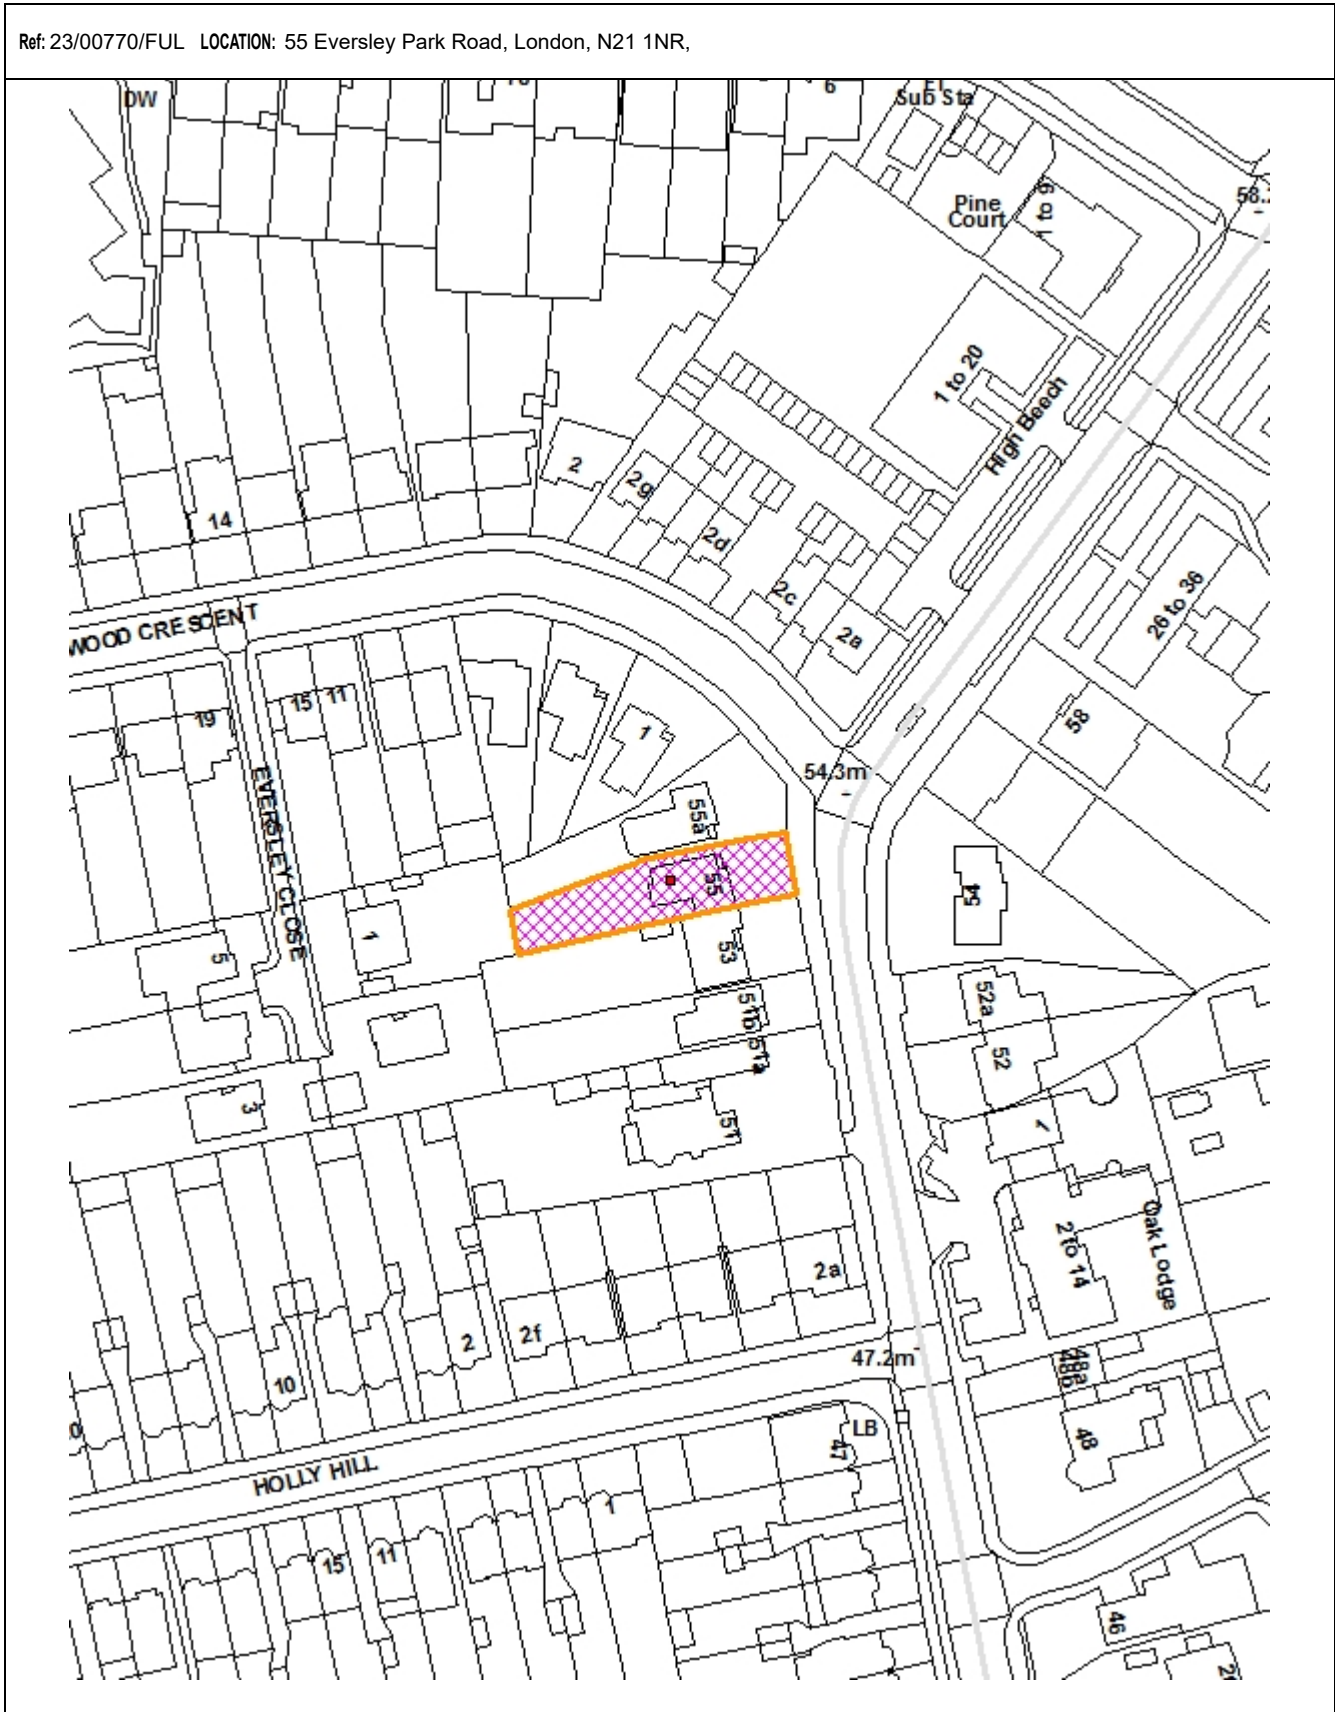 Ref: 23/00770/FUL LOCATION: 55 Eversley Park Road, London, N21 1NR,
DW
6
El
Sub Sta
Pine
Court
1 to 9
1 to 20
High Beech
2
2g
2d
2c
2a
14
WOOD CRESCENT
26 to 36
58
19
15
11
1
54.3m
55a
55
EVERSLEY CLOSE
54
5
1
53
52a
51b
51a
52
3
51
1
2 to 14
Oak Lodge
2a
2f
2
10
47.2m
48a
48b
48
LB
47
HOLLY HILL
1
15
11
46